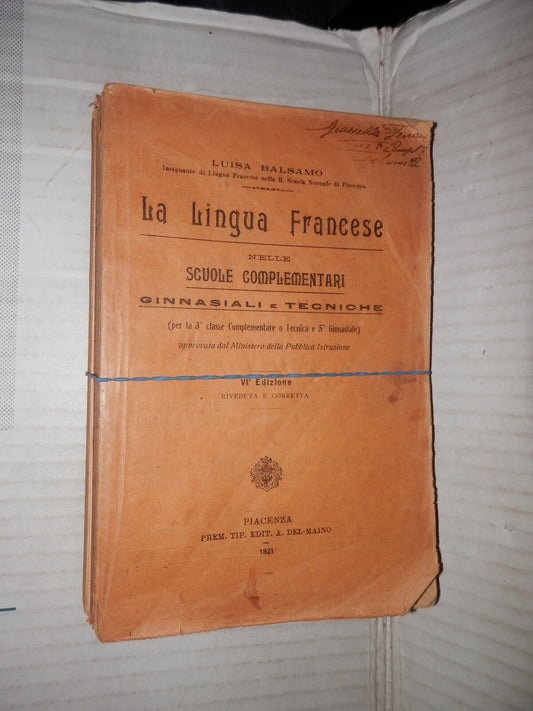 LUISA BALSAMO
Insegnante di Lingua Francese nella R. Scuola Normale di Piacenza
La Lingua Francese
NELLE
SCUOLE COMPLEMENTARI
GINNASIALI E TECNICHE
(per la 3ª classe Complementare o Tecnica e 5ª Ginnasiale)
approvata dal Ministero della Pubblica Istruzione
VIª Edizione
RIVEDUTA E CORRETTA
PIACENZA
PREM. TIP. EDIT. A. DEL-MAINO
1921